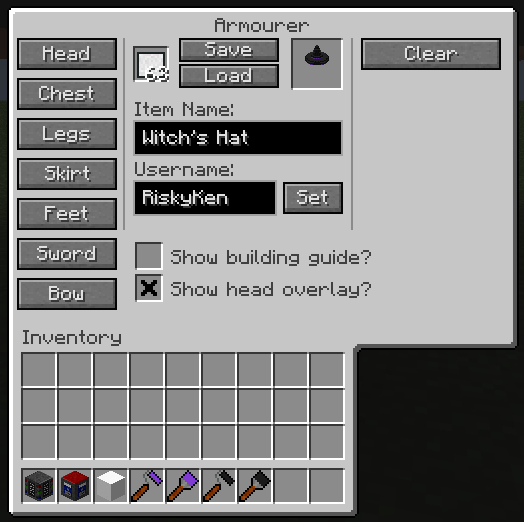 Armourer
Head
Chest
Legs
Skirt
Feet
Sword
Bow
Save
Load
Item Name:
Witch's Hat
Username:
RiskyKen
Set
Show building guide?
Show head overlay?
Clear
Inventory